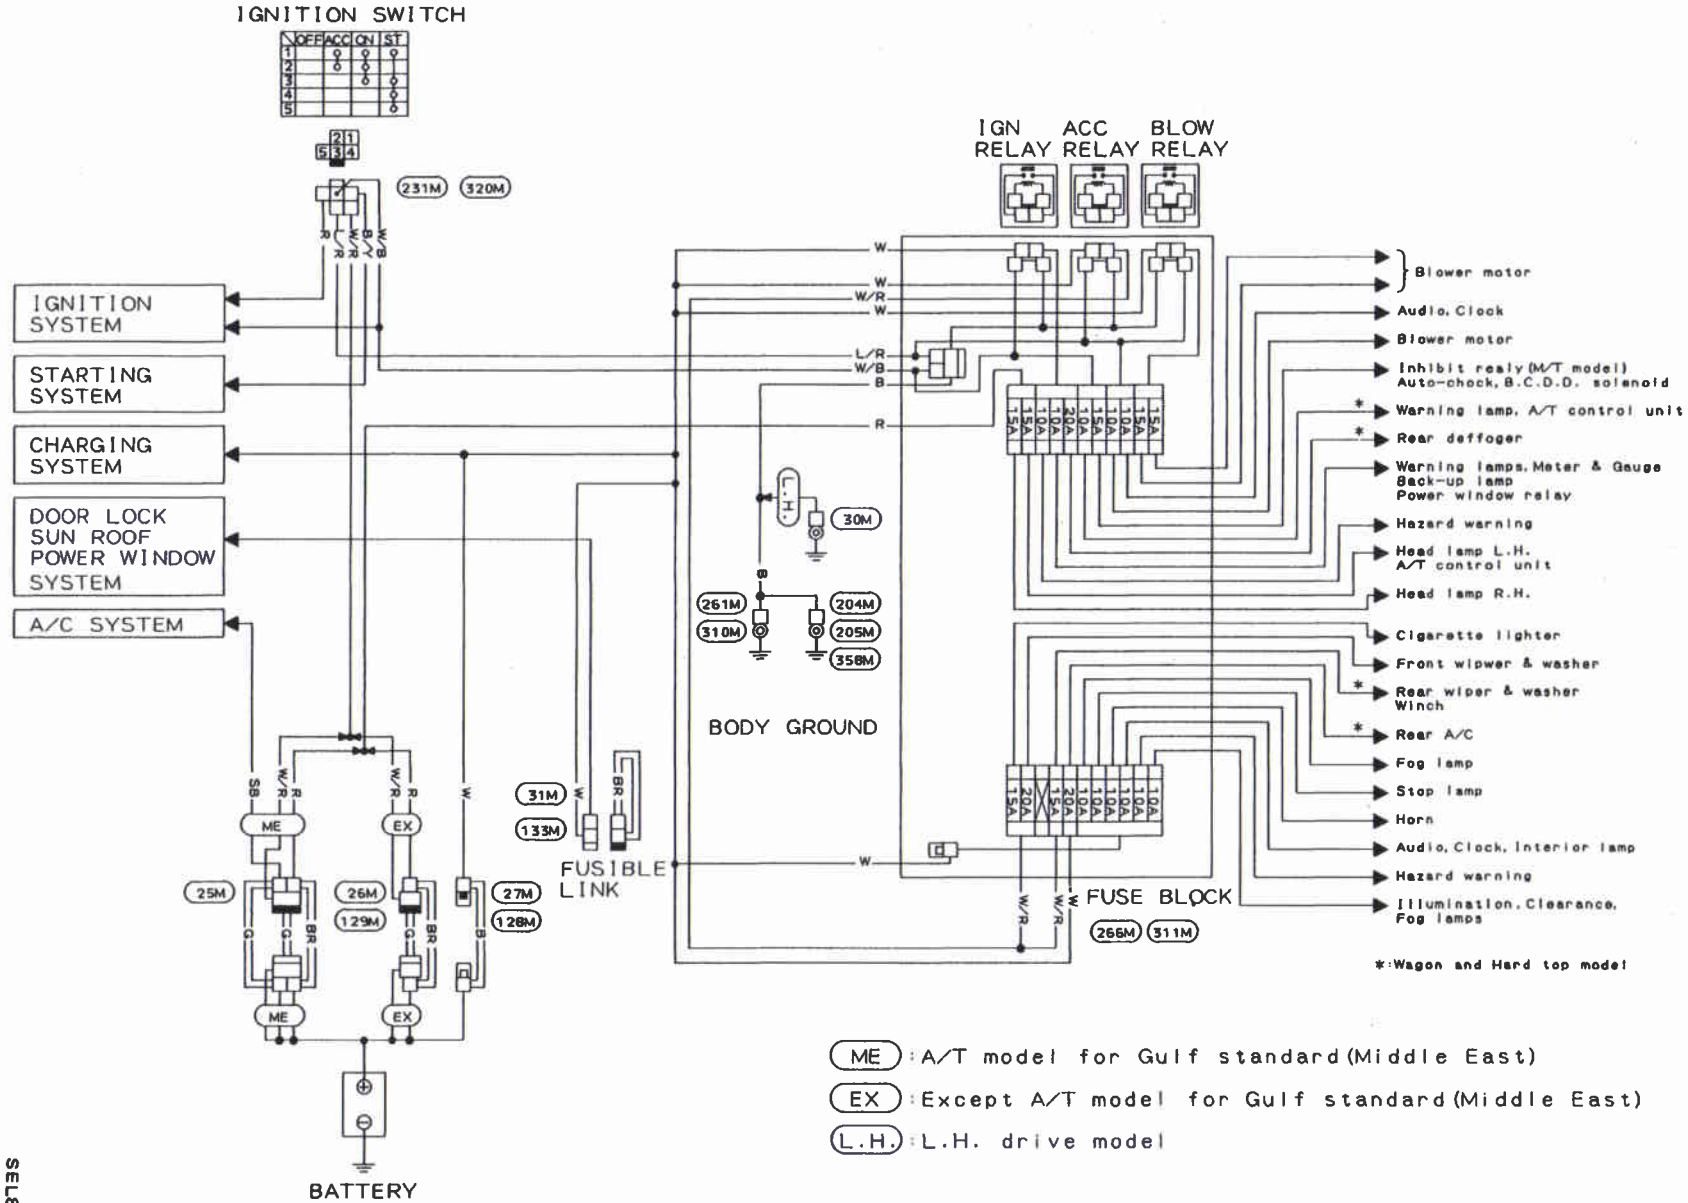 IGNITION SWITCH
OFF ACC ON ST
1
2
3
4
5
2 1
5 3 4
231M 320M
R L/R W/R B/Y W/B
IGN RELAY
ACC RELAY
BLOW RELAY
IGNITION
SYSTEM
STARTING
SYSTEM
CHARGING
SYSTEM
DOOR LOCK
SUN ROOF
POWER WINDOW
SYSTEM
A/C SYSTEM
W
W
W/R
W
L/R
W/B
B
R
15A 15A 10A 10A 20A 15A 10A 10A 15A 15A
L.H.
30M
B
261M
310M
204M
205M
358M
BODY GROUND
Blower motor
Audio, Clock
Blower motor
Inhibit realy (M/T model)
Auto-chock, B.C.D.D. solenoid
* Warning lamp, A/T control unit
* Rear deffoger
Warning lamps, Meter & Gauge
Back-up lamp
Power window relay
Hazard warning
Head lamp L.H.
A/T control unit
Head lamp R.H.
Cigarette lighter
Front wipwer & washer
* Rear wiper & washer
Winch
* Rear A/C
Fog lamp
Stop lamp
Horn
Audio, Clock, Interior lamp
Hazard warning
Illumination, Clearance,
Fog lamps
*:Wagon and Hard top model
15A 20A 15A 20A 10A 10A 10A 10A 10A
W
W/R W/R W
FUSE BLOCK
266M 311M
SB W/R R W/R R W
ME EX
31M
133M
W BR
FUSIBLE
LINK
25M
26M
129M
27M
128M
G G BR G BR B
ME EX
BATTERY
ME : A/T model for Gulf standard (Middle East)
EX : Except A/T model for Gulf standard (Middle East)
L.H. : L.H. drive model